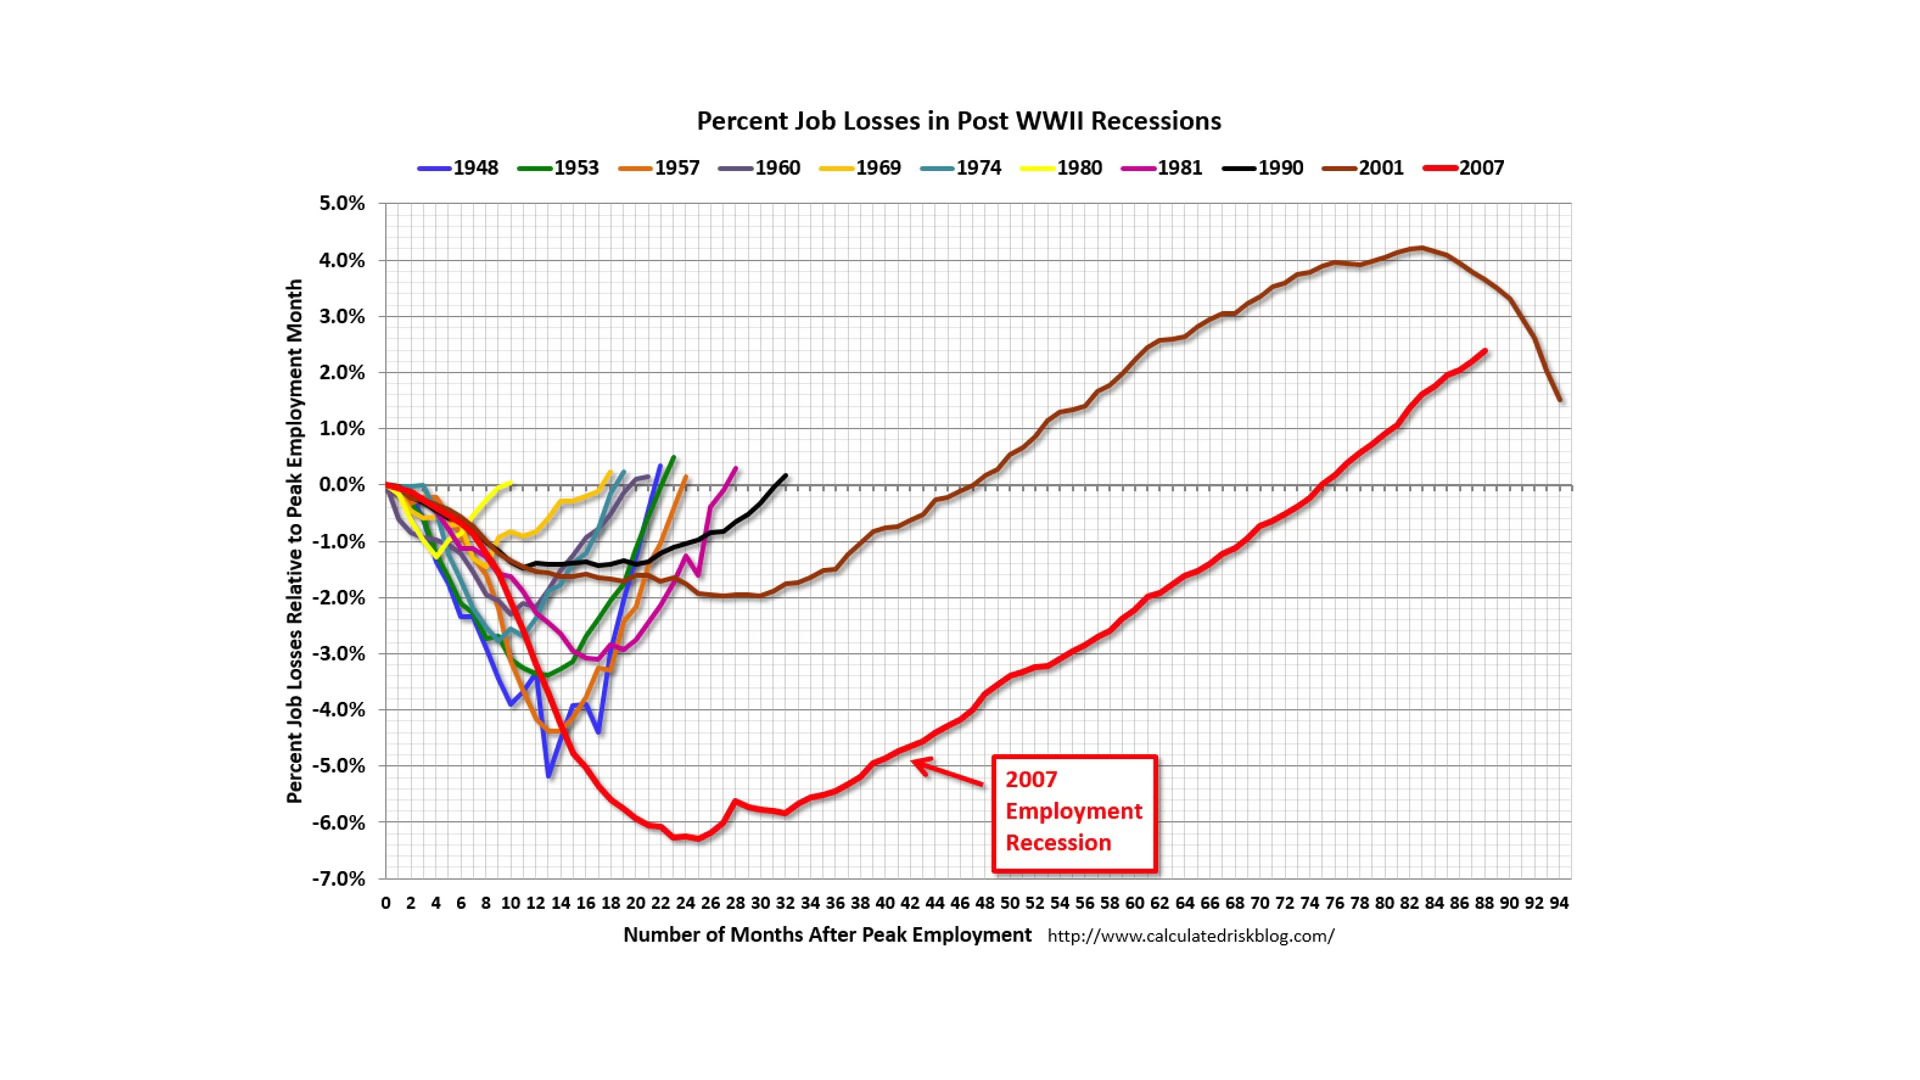 Percent Job Losses in Post WWII Recessions
1948 1953 1957 1960 1969 1974 1980 1981 1990 2001 2007
Percent Job Losses Relative to Peak Employment Month
5.0%
4.0%
3.0%
2.0%
1.0%
0.0%
-1.0%
-2.0%
-3.0%
-4.0%
-5.0%
-6.0%
-7.0%
2007
Employment
Recession
0 2 4 6 8 10 12 14 16 18 20 22 24 26 28 30 32 34 36 38 40 42 44 46 48 50 52 54 56 58 60 62 64 66 68 70 72 74 76 78 80 82 84 86 88 90 92 94
Number of Months After Peak Employment http://www.calculatedriskblog.com/